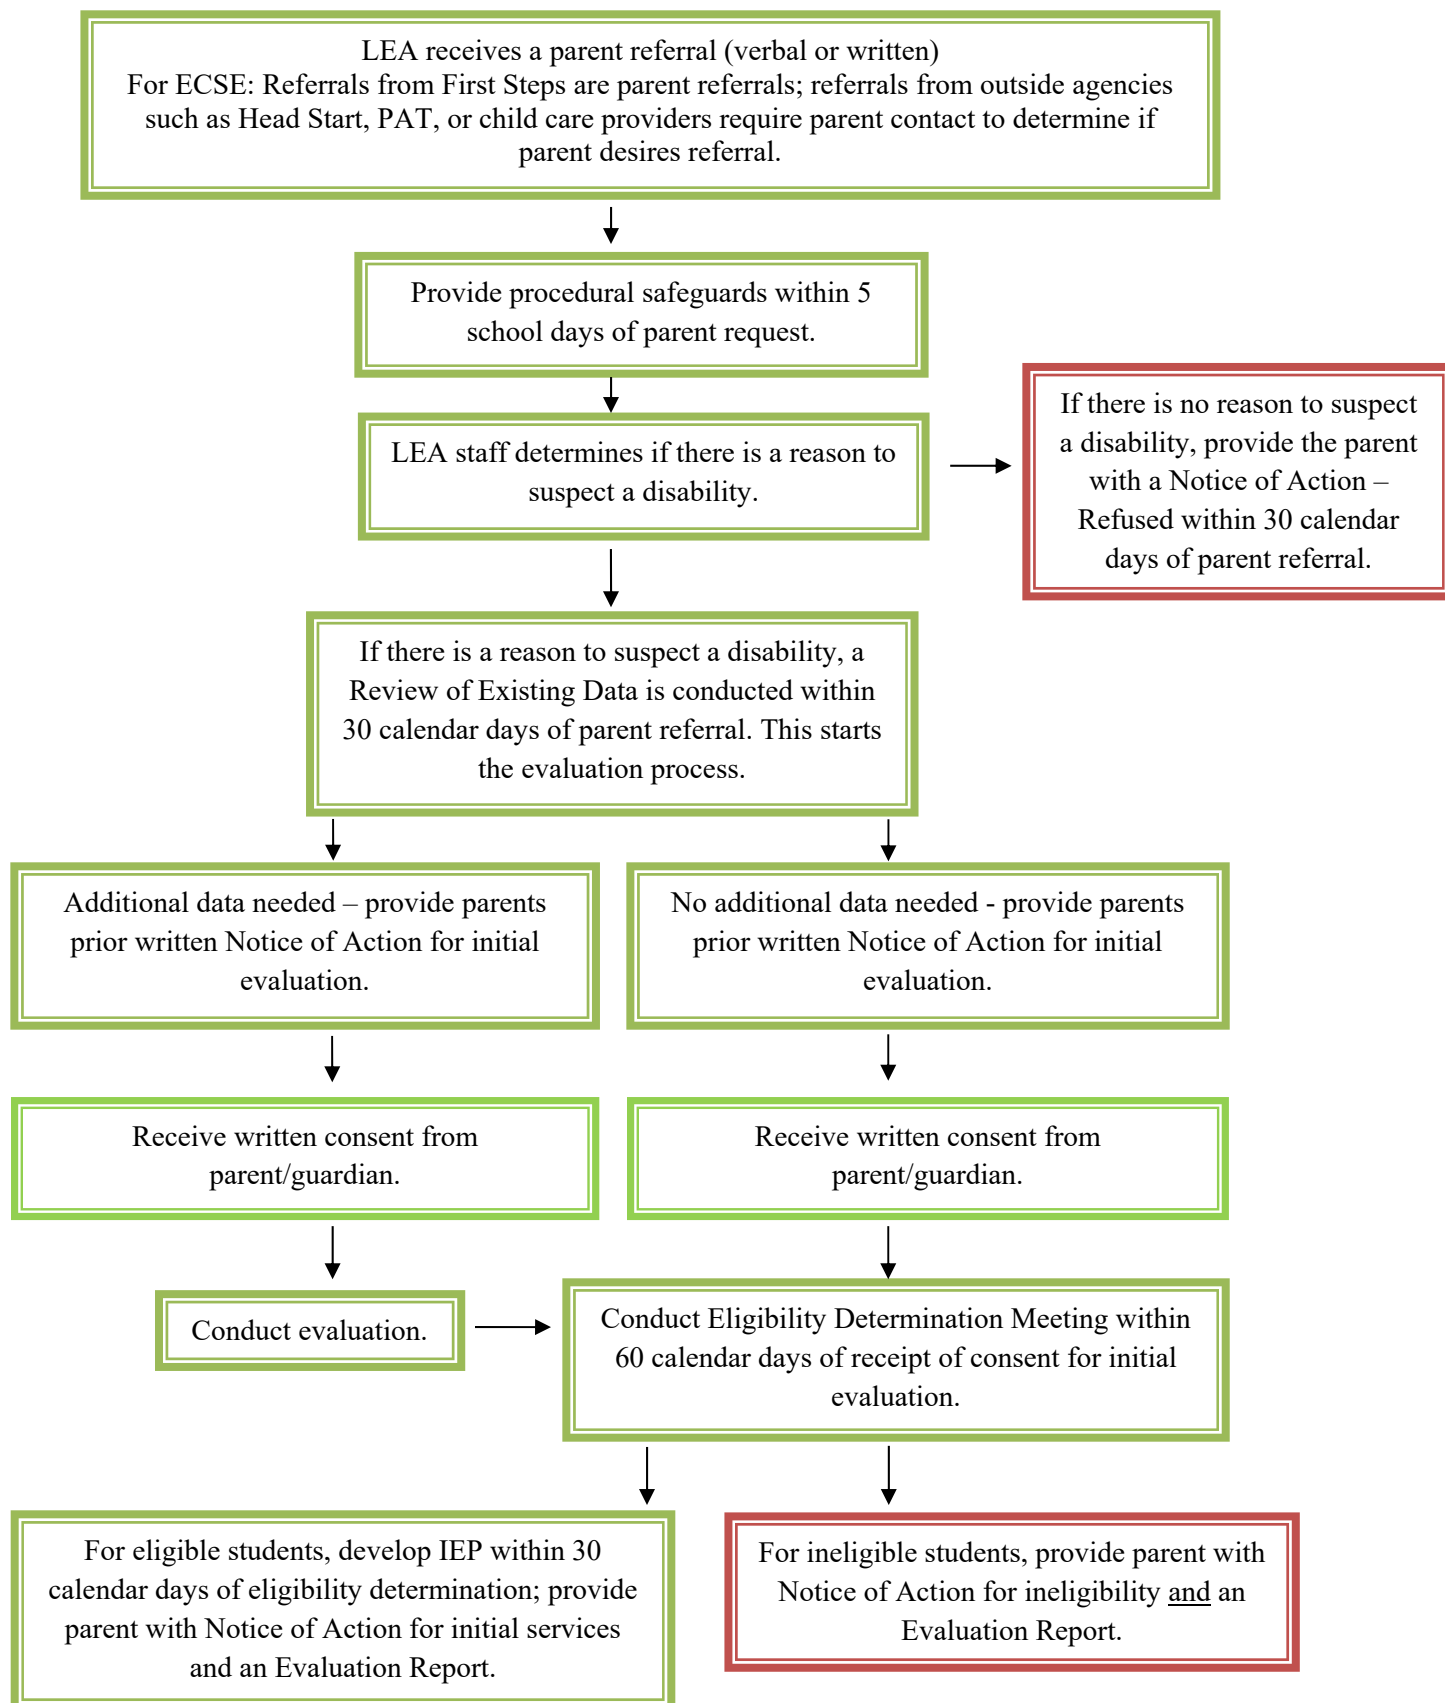 LEA receives a parent referral (verbal or written)
For ECSE: Referrals from First Steps are parent referrals; referrals from outside agencies
such as Head Start, PAT, or child care providers require parent contact to determine if
parent desires referral.
Provide procedural safeguards within 5
school days of parent request.
LEA staff determines if there is a reason to
suspect a disability.
If there is no reason to suspect
a disability, provide the parent
with a Notice of Action –
Refused within 30 calendar
days of parent referral.
If there is a reason to suspect a disability, a
Review of Existing Data is conducted within
30 calendar days of parent referral. This starts
the evaluation process.
Additional data needed – provide parents
prior written Notice of Action for initial
evaluation.
No additional data needed - provide parents
prior written Notice of Action for initial
evaluation.
Receive written consent from
parent/guardian.
Receive written consent from
parent/guardian.
Conduct evaluation.
Conduct Eligibility Determination Meeting within
60 calendar days of receipt of consent for initial
evaluation.
For eligible students, develop IEP within 30
calendar days of eligibility determination; provide
parent with Notice of Action for initial services
and an Evaluation Report.
For ineligible students, provide parent with
Notice of Action for ineligibility and an
Evaluation Report.